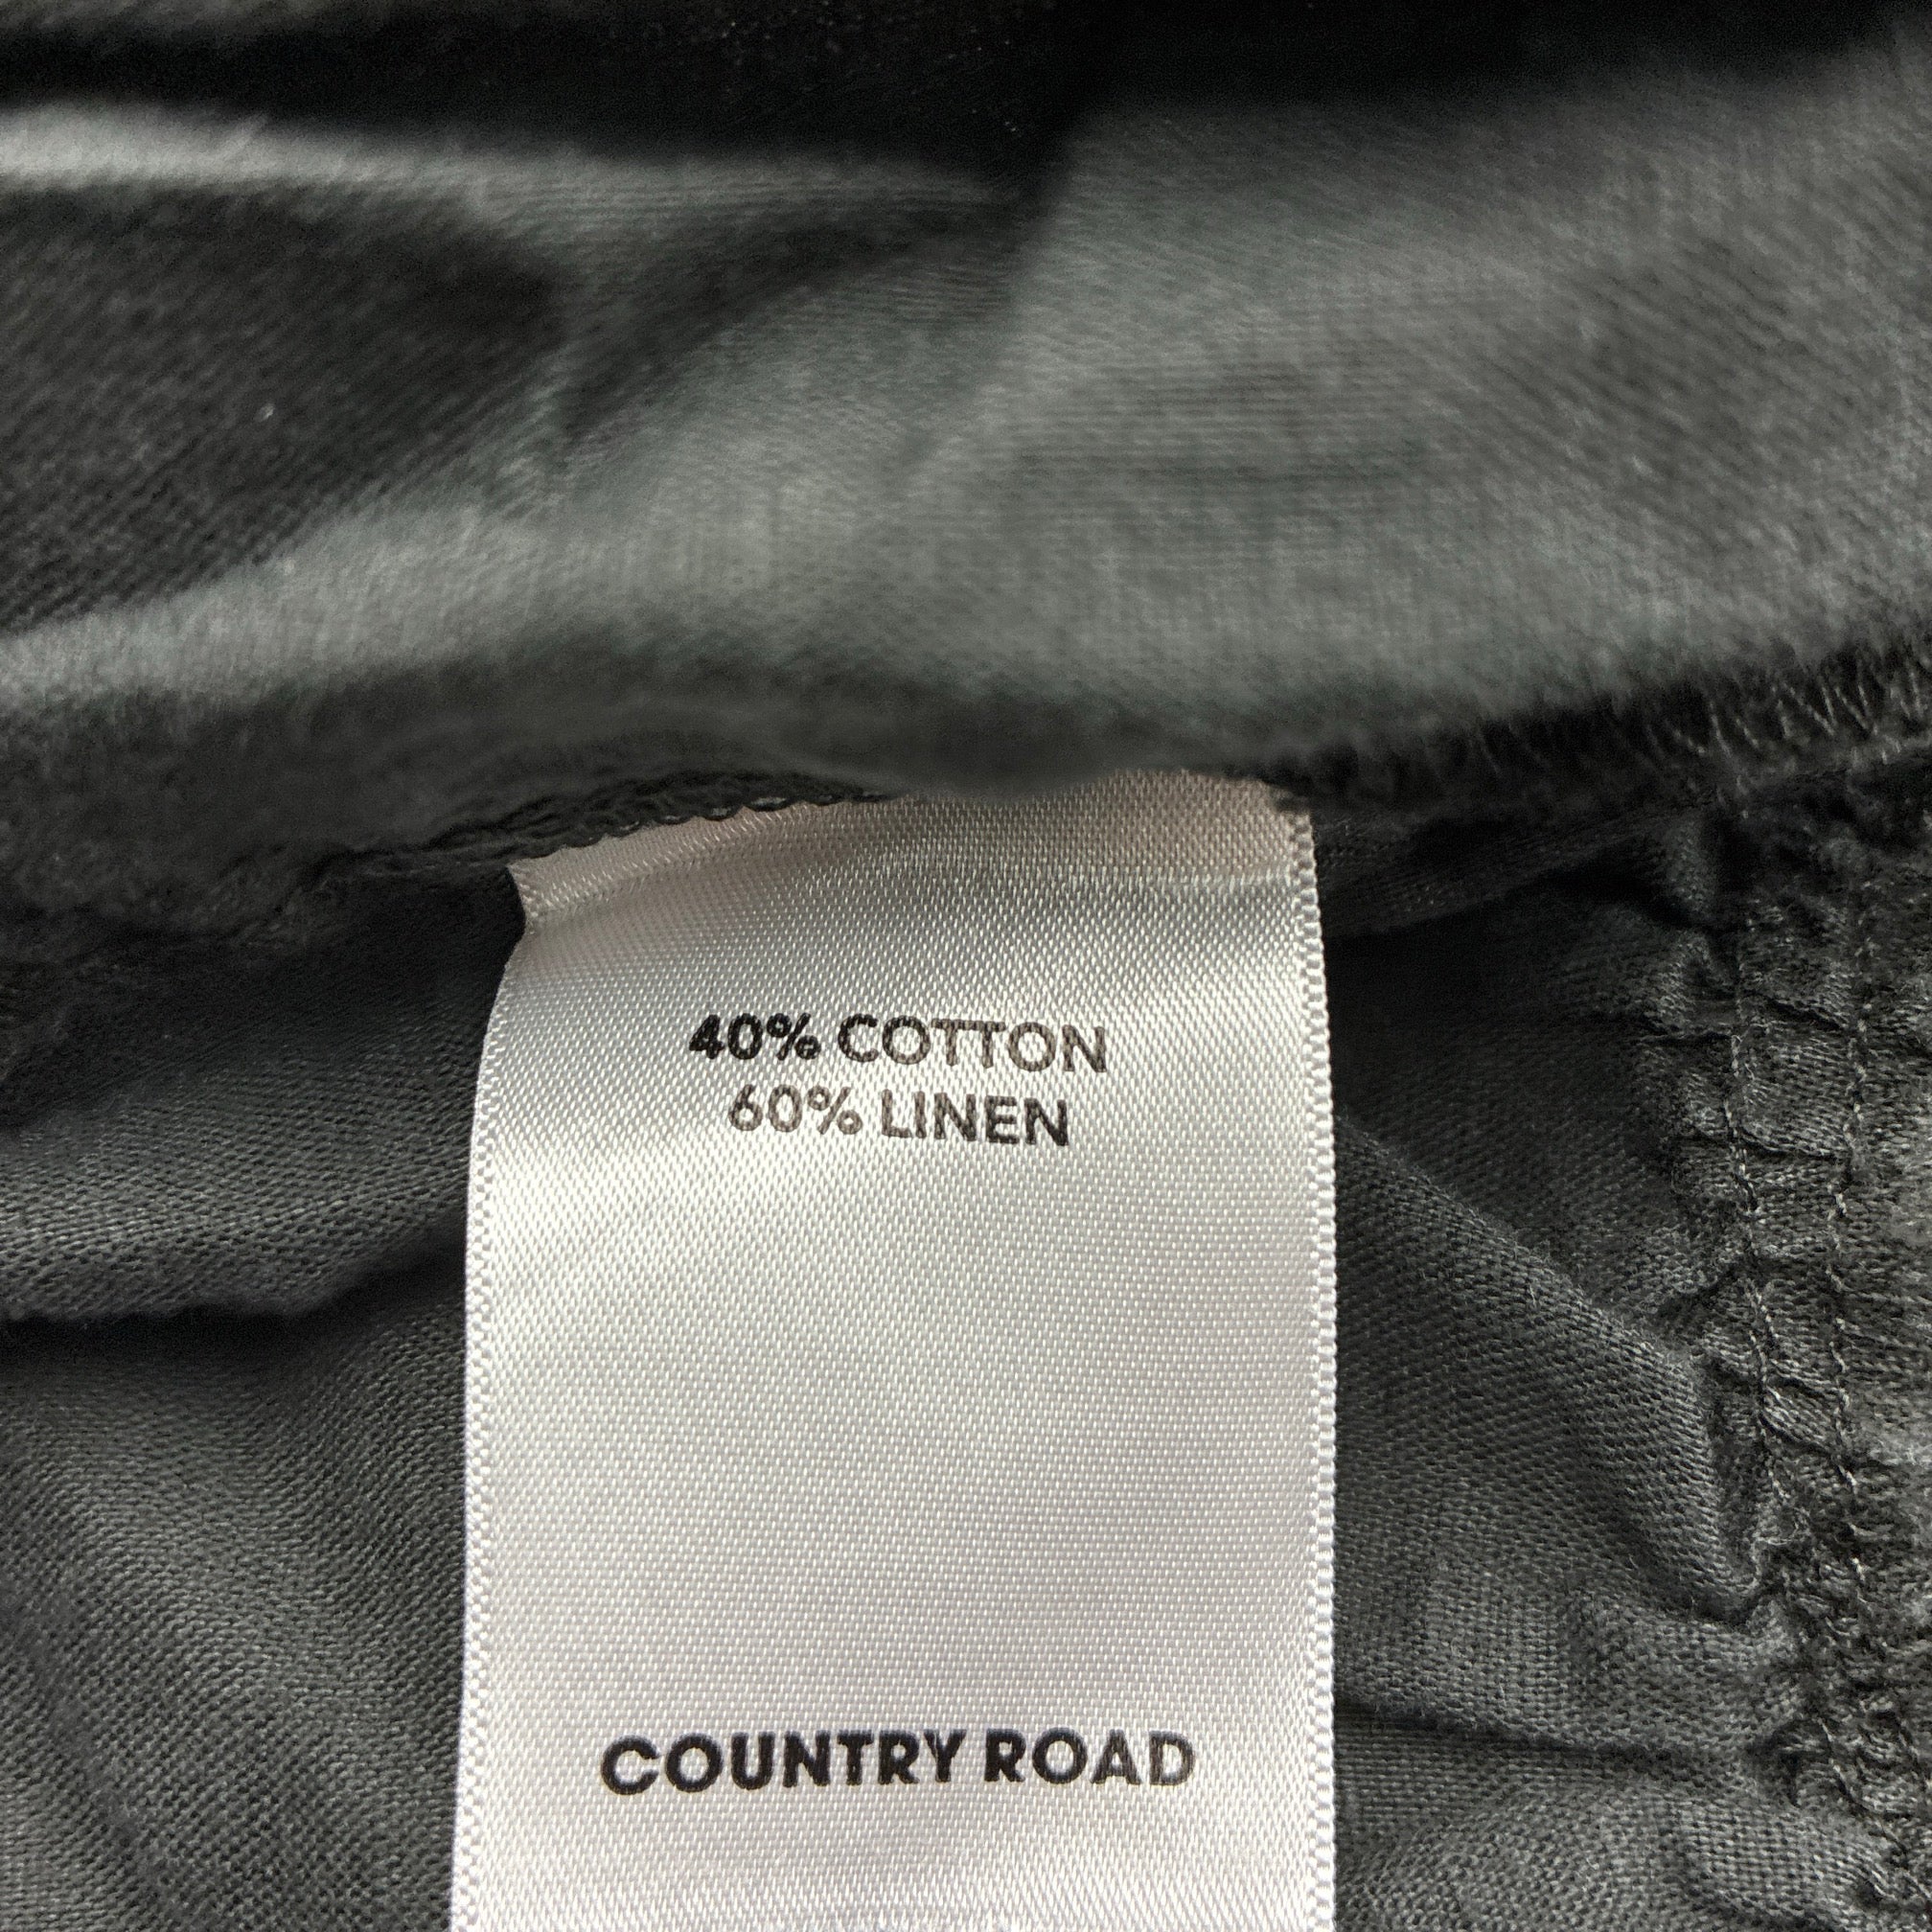 40% COTTON
60% LINEN
COUNTRY ROAD